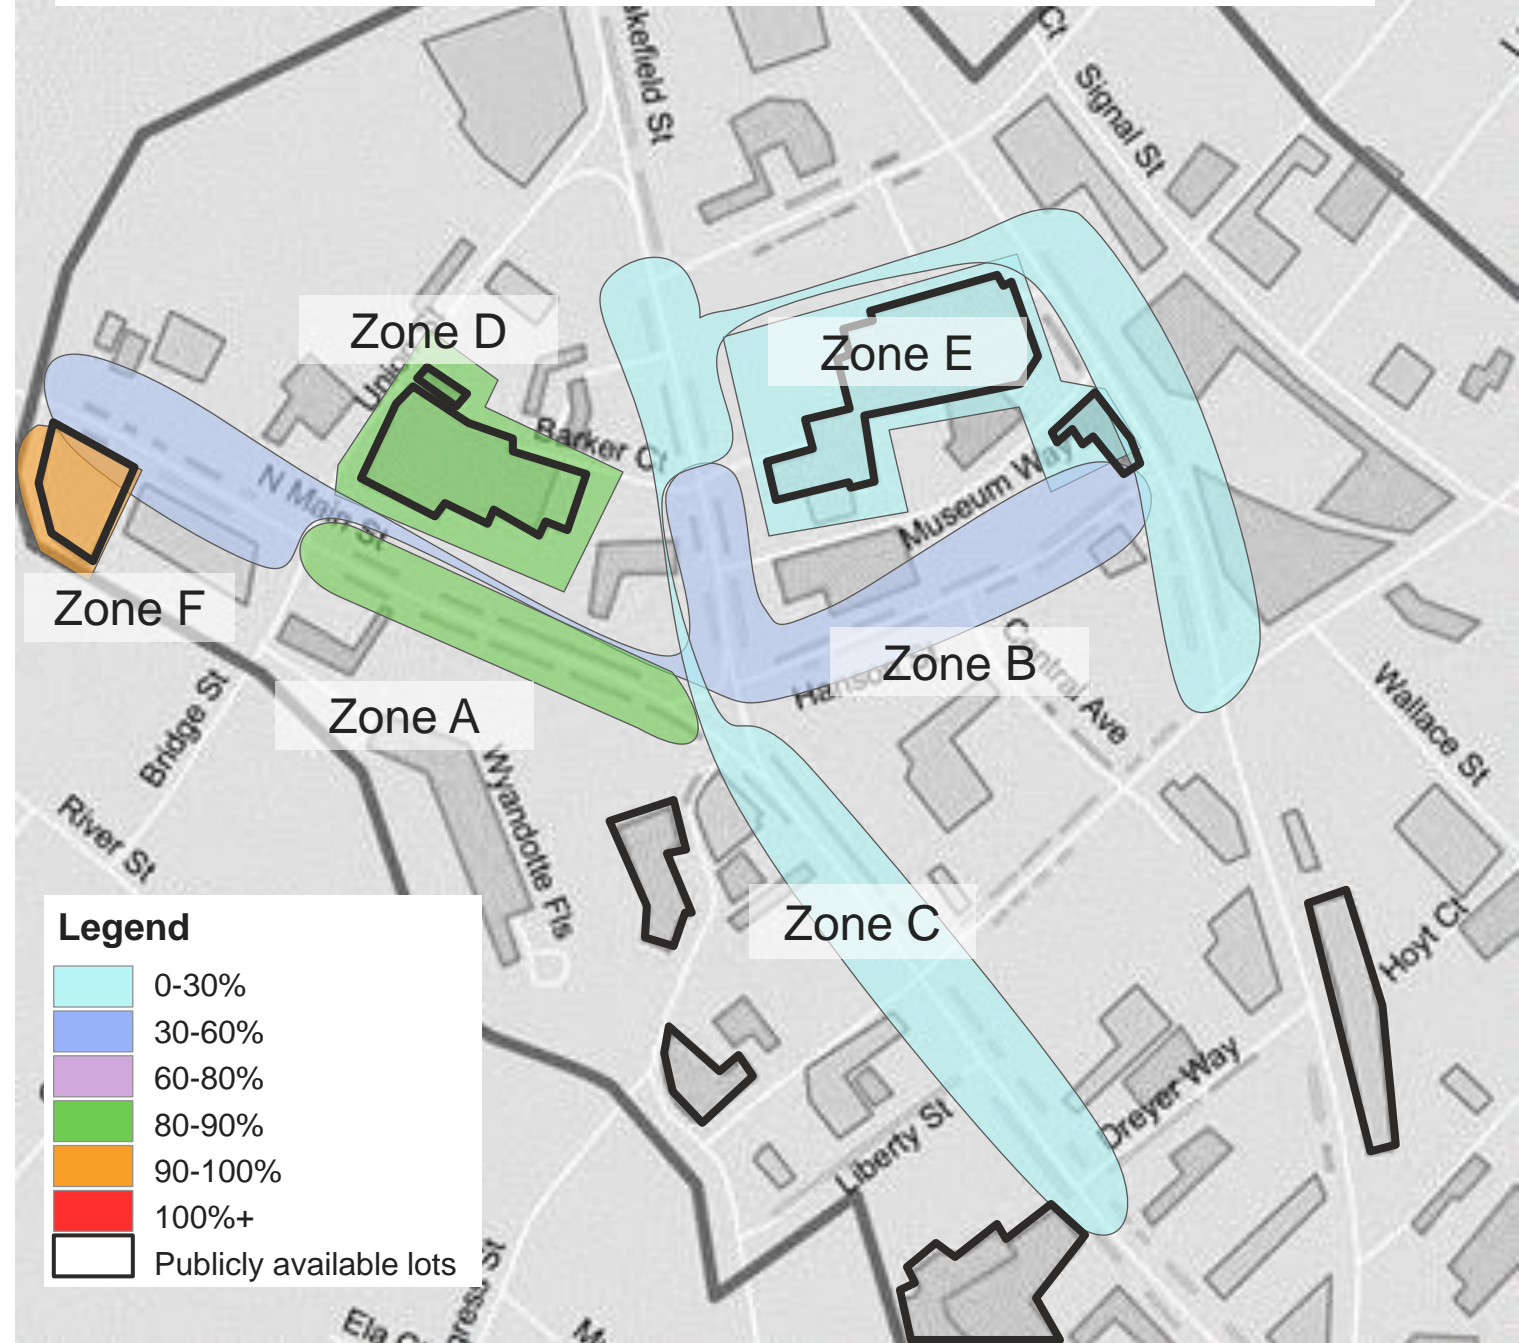 Ct
Signal St
Zone D
Zone E
Barker Ct
N Main St
Museum Way
Zone F
Zone B
Central Ave
Zone A
Bridge St
Wallace St
Wyandotte Fls
River St
Zone C
Hoyt Ct
Legend
0-30%
30-60%
60-80%
80-90%
90-100%
100%+
Publicly available lots
Dreyer Way
Liberty St